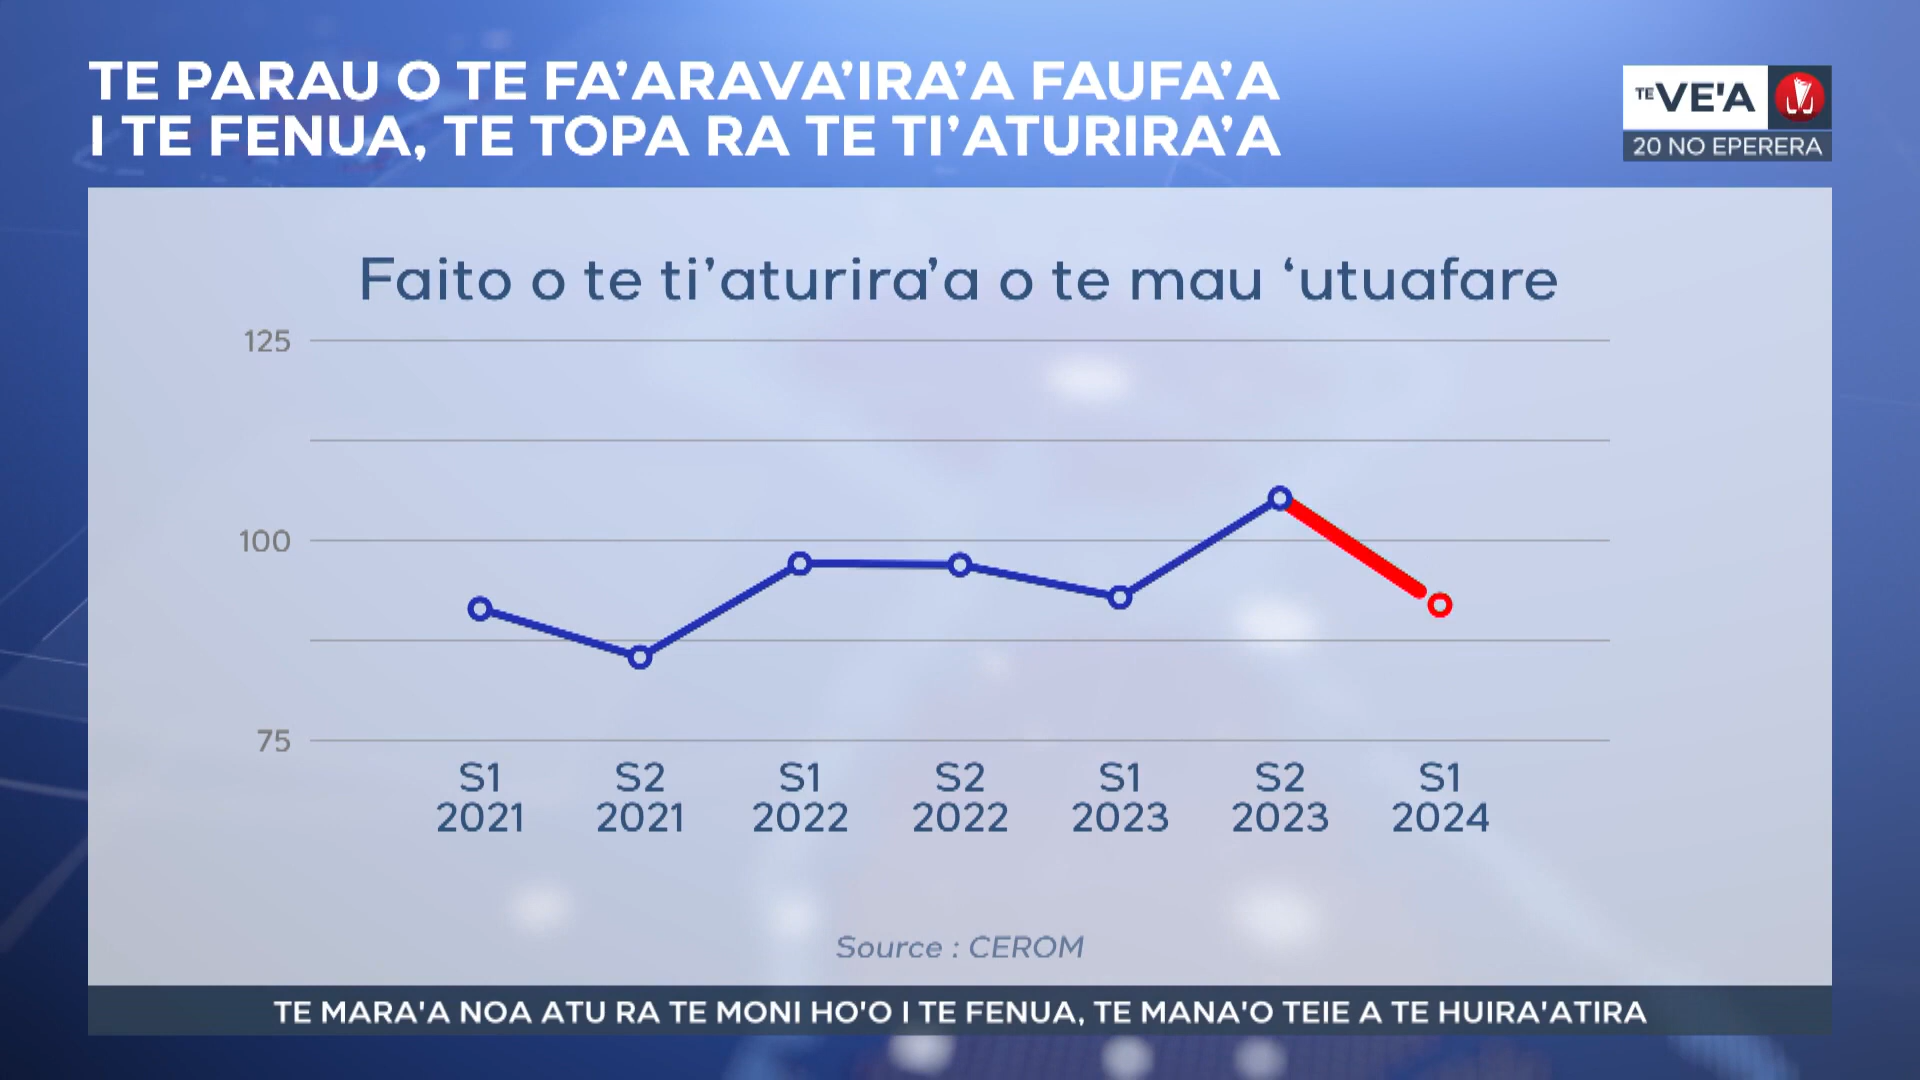 TE PARAU O TE FA’ARAVA’IRA’A FAUFA’A
I TE FENUA, TE TOPA RA TE TI’ATURIRA’A
TE VE'A
20 NO EPERERA
Faito o te ti’aturira’a o te mau ‘utuafare
125
100
75
S1 2021
S2 2021
S1 2022
S2 2022
S1 2023
S2 2023
S1 2024
Source : CEROM
TE MARA'A NOA ATU RA TE MONI HO'O I TE FENUA, TE MANA'O TEIE A TE HUIRA'ATIRA